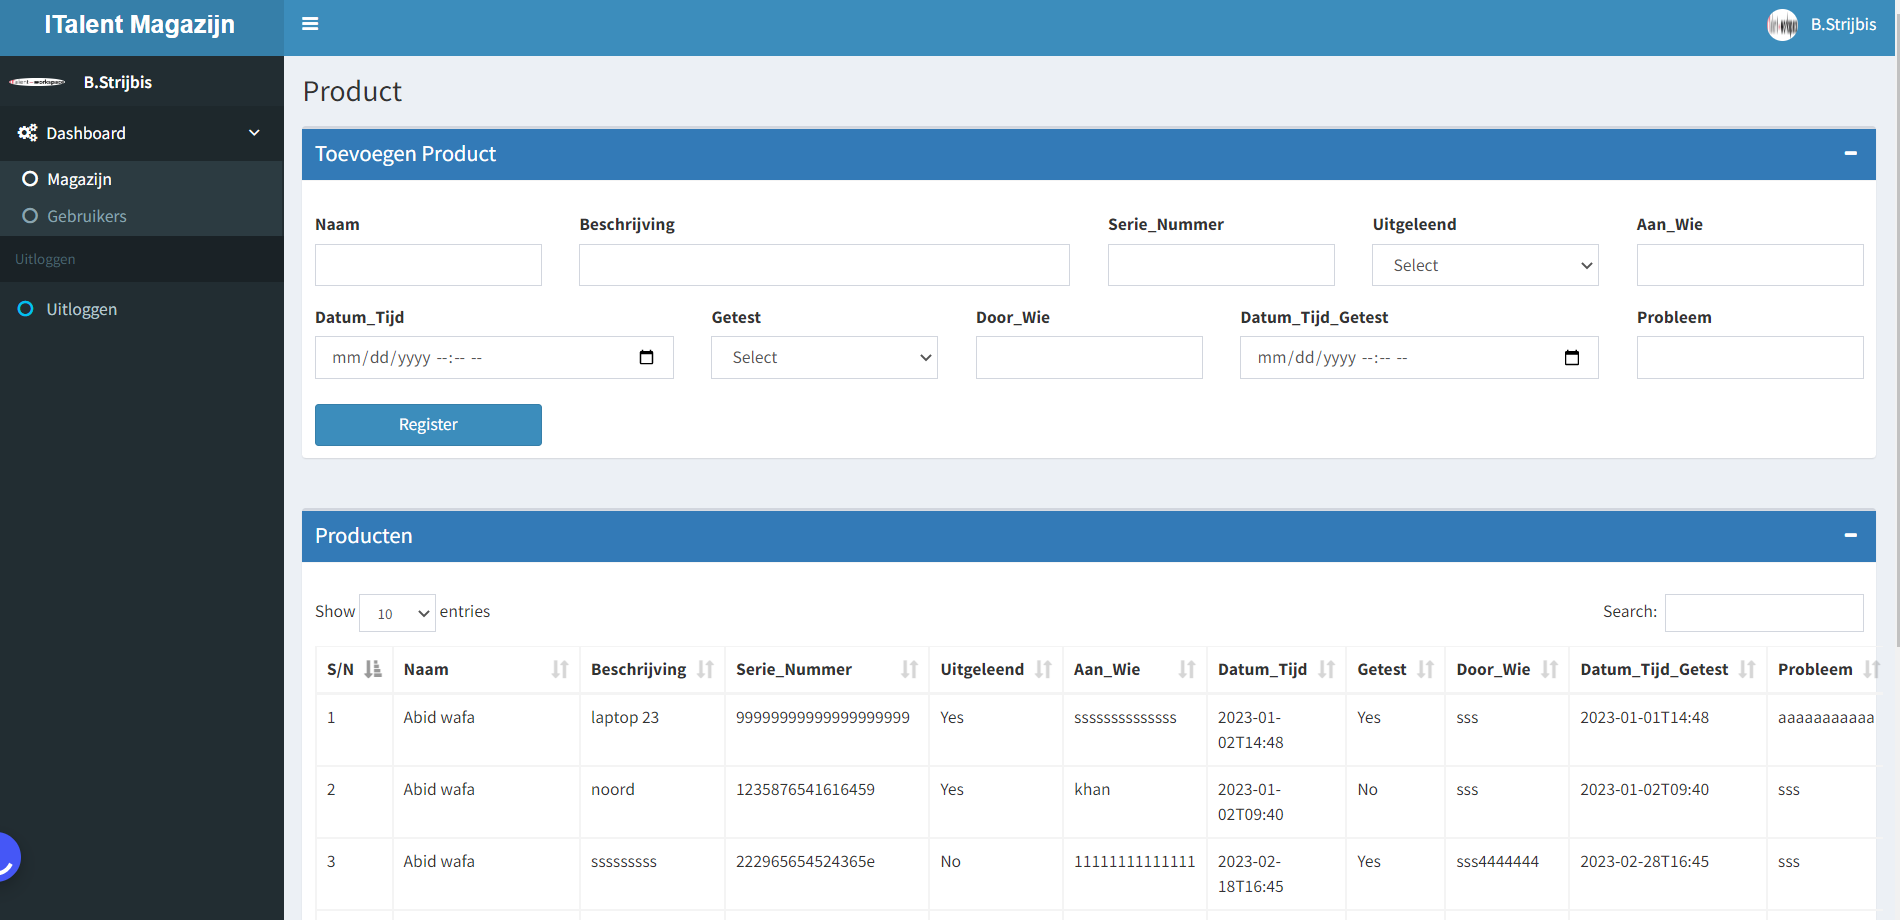 ITalent Magazijn
B.Strijbis
B.Strijbis
Dashboard
Magazijn
Gebruikers
Uitloggen
Uitloggen
Product
Toevoegen Product
Naam Beschrijving Serie_Nummer Uitgeleend Aan_Wie
Select
Datum_Tijd Getest Door_Wie Datum_Tijd_Getest Probleem
mm/dd/yyyy --:-- -- Select mm/dd/yyyy --:-- --
Register
Producten
Show 10 entries Search:
S/N Naam Beschrijving Serie_Nummer Uitgeleend Aan_Wie Datum_Tijd Getest Door_Wie Datum_Tijd_Getest Probleem
1 Abid wafa laptop 23 99999999999999999999 Yes ssssssssssssss 2023-01- Yes sss 2023-01-01T14:48 aaaaaaaaaaa
02T14:48
2 Abid wafa noord 1235876541616459 Yes khan 2023-01- No sss 2023-01-02T09:40 sss
02T09:40
3 Abid wafa sssssssss 222965654524365e No 11111111111111 2023-02- Yes sss4444444 2023-02-28T16:45 sss
18T16:45